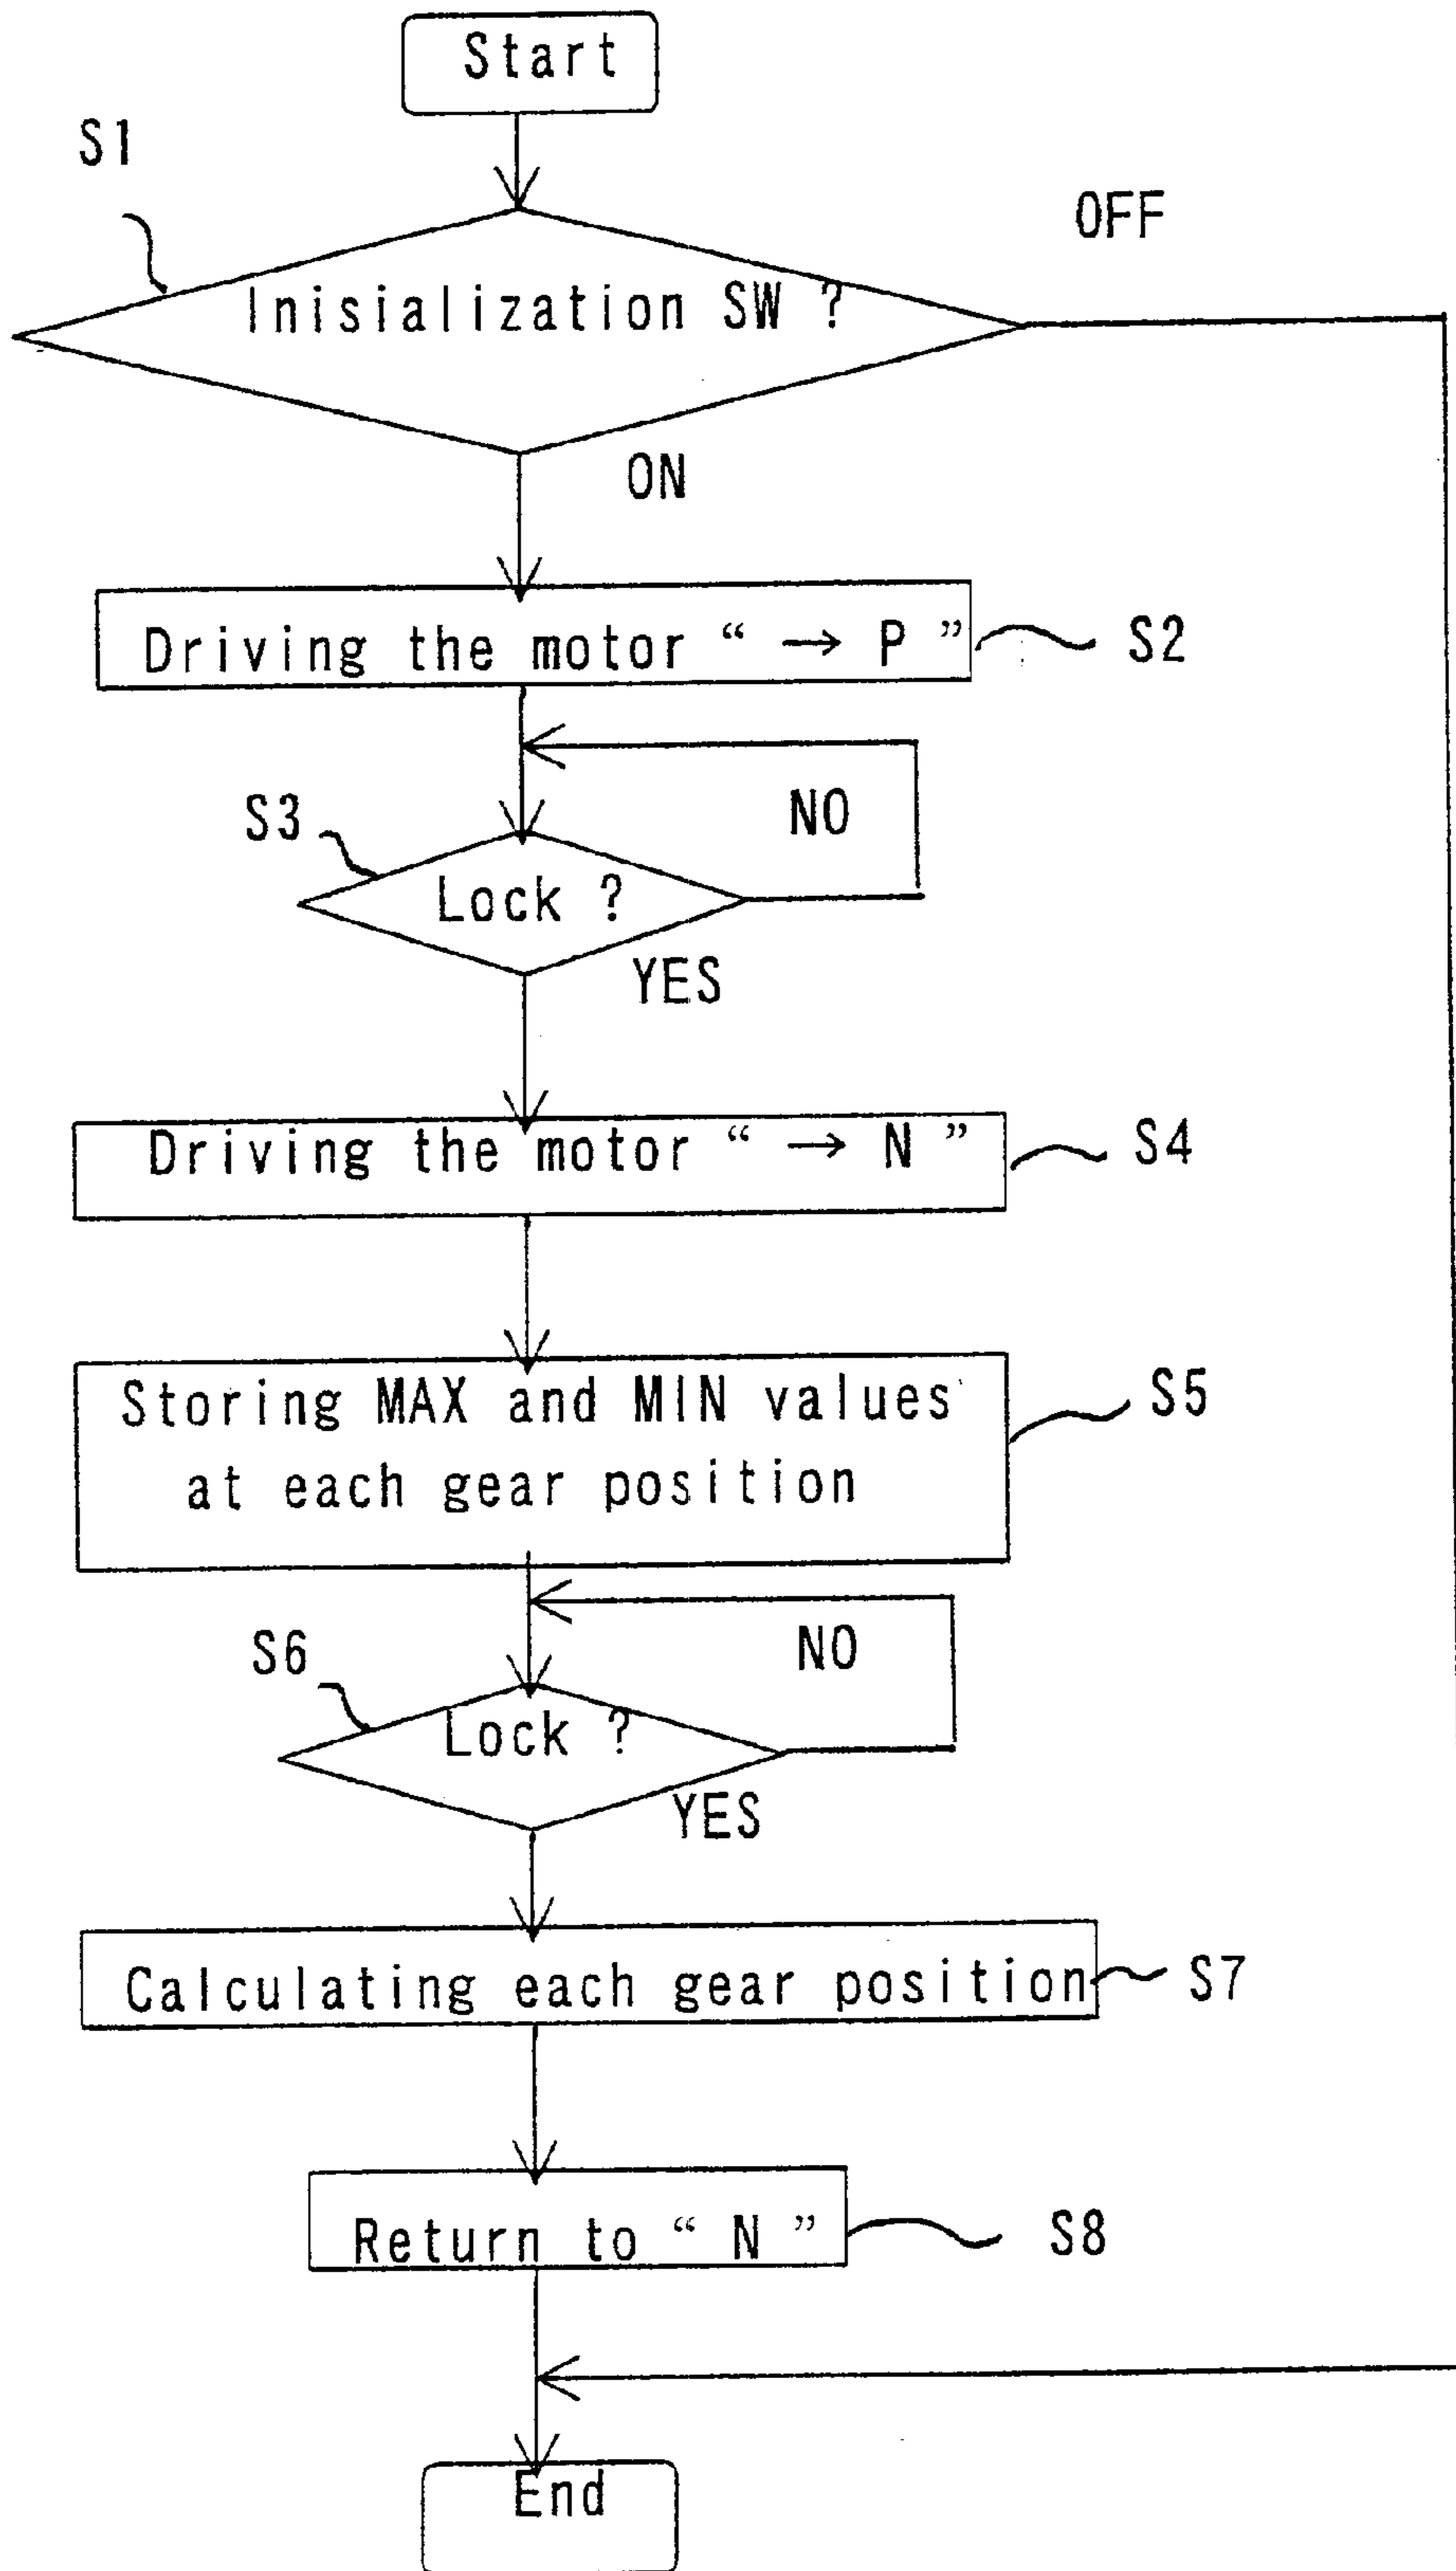 Start
S1
OFF
Inisialization SW ?
ON
Driving the motor “ → P ”
S2
NO
S3
Lock ?
YES
Driving the motor “ → N ”
S4
Storing MAX and MIN values
at each gear position
S5
NO
S6
Lock ?
YES
Calculating each gear position
S7
Return to “ N ”
S8
End